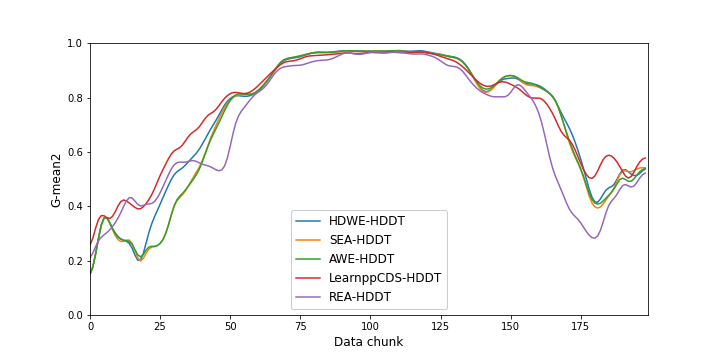 1.0
0.8
0.6
0.4
0.2
0.0
G-mean2
HDWE-HDDT
SEA-HDDT
AWE-HDDT
LearnppCDS-HDDT
REA-HDDT
0 25 50 75 100 125 150 175
Data chunk